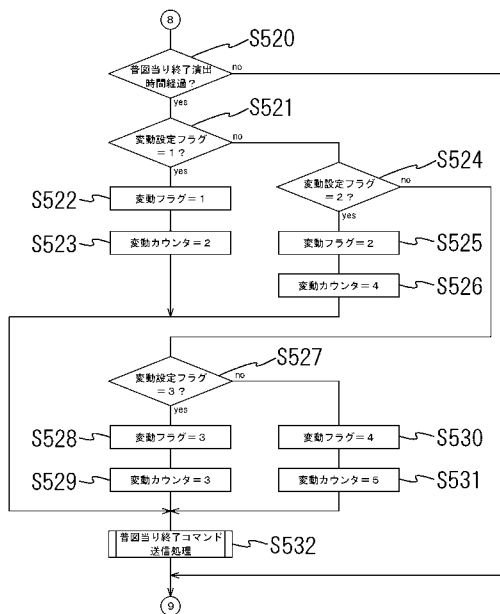 8
S520
普図当り終了演出
時間経過?
no
yes
S521
変動設定フラグ
=1?
no
yes
S524
変動設定フラグ
=2?
no
yes
S522
変動フラグ=1
S523
変動カウンタ=2
変動フラグ=2
S525
変動カウンタ=4
S526
S527
変動設定フラグ
=3?
no
yes
S528
変動フラグ=3
変動フラグ=4
S530
S529
変動カウンタ=3
変動カウンタ=5
S531
普図当り終了コマンド
送信処理
S532
9